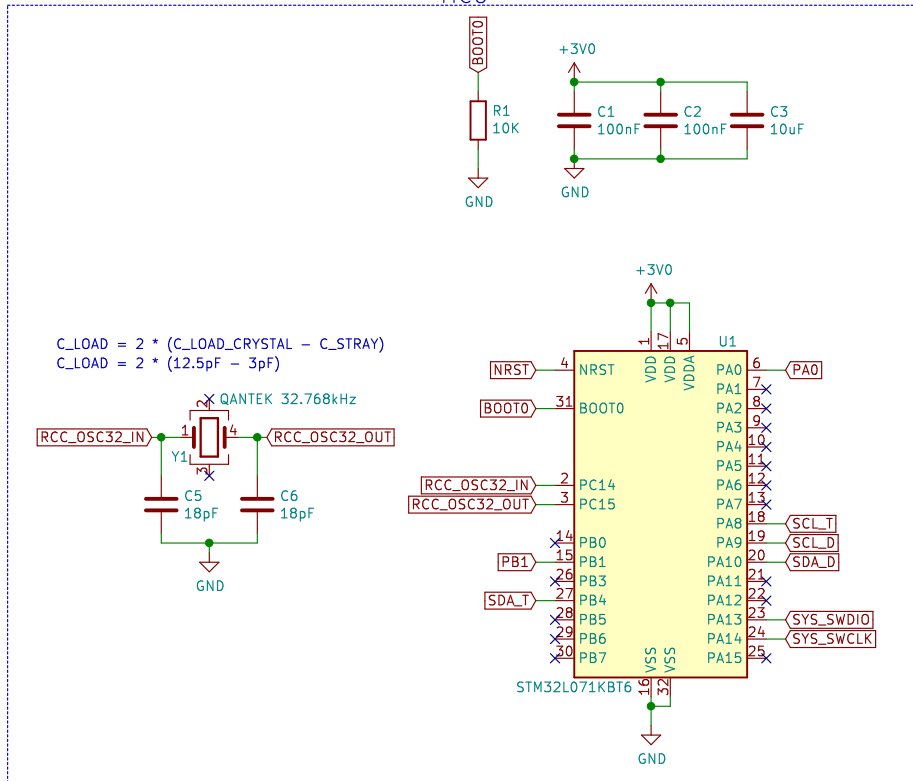 MCU
BOOT0
R1
10K
GND
+3V0
C1
100nF
C2
100nF
C3
10uF
GND
C_LOAD = 2 * (C_LOAD_CRYSTAL - C_STRAY)
C_LOAD = 2 * (12.5pF - 3pF)
QANTEK 32.768kHz
RCC_OSC32_IN
1
2
3
4
Y1
RCC_OSC32_OUT
C5
18pF
C6
18pF
GND
+3V0
U1
1
17
5
VDD
VDD
VDDA
NRST
4
NRST
BOOT0
31
BOOT0
RCC_OSC32_IN
2
PC14
RCC_OSC32_OUT
3
PC15
14
PB0
PB1
15
PB1
26
PB3
SDA_T
27
PB4
28
PB5
29
PB6
30
PB7
PA0
6
PA0
PA1
7
PA2
8
PA3
9
PA4
10
PA5
11
PA6
12
PA7
13
PA8
18
SCL_T
PA9
19
SCL_D
PA10
20
SDA_D
PA11
21
PA12
22
PA13
23
SYS_SWDIO
PA14
24
SYS_SWCLK
PA15
25
VSS
VSS
16
32
STM32L071KBT6
GND